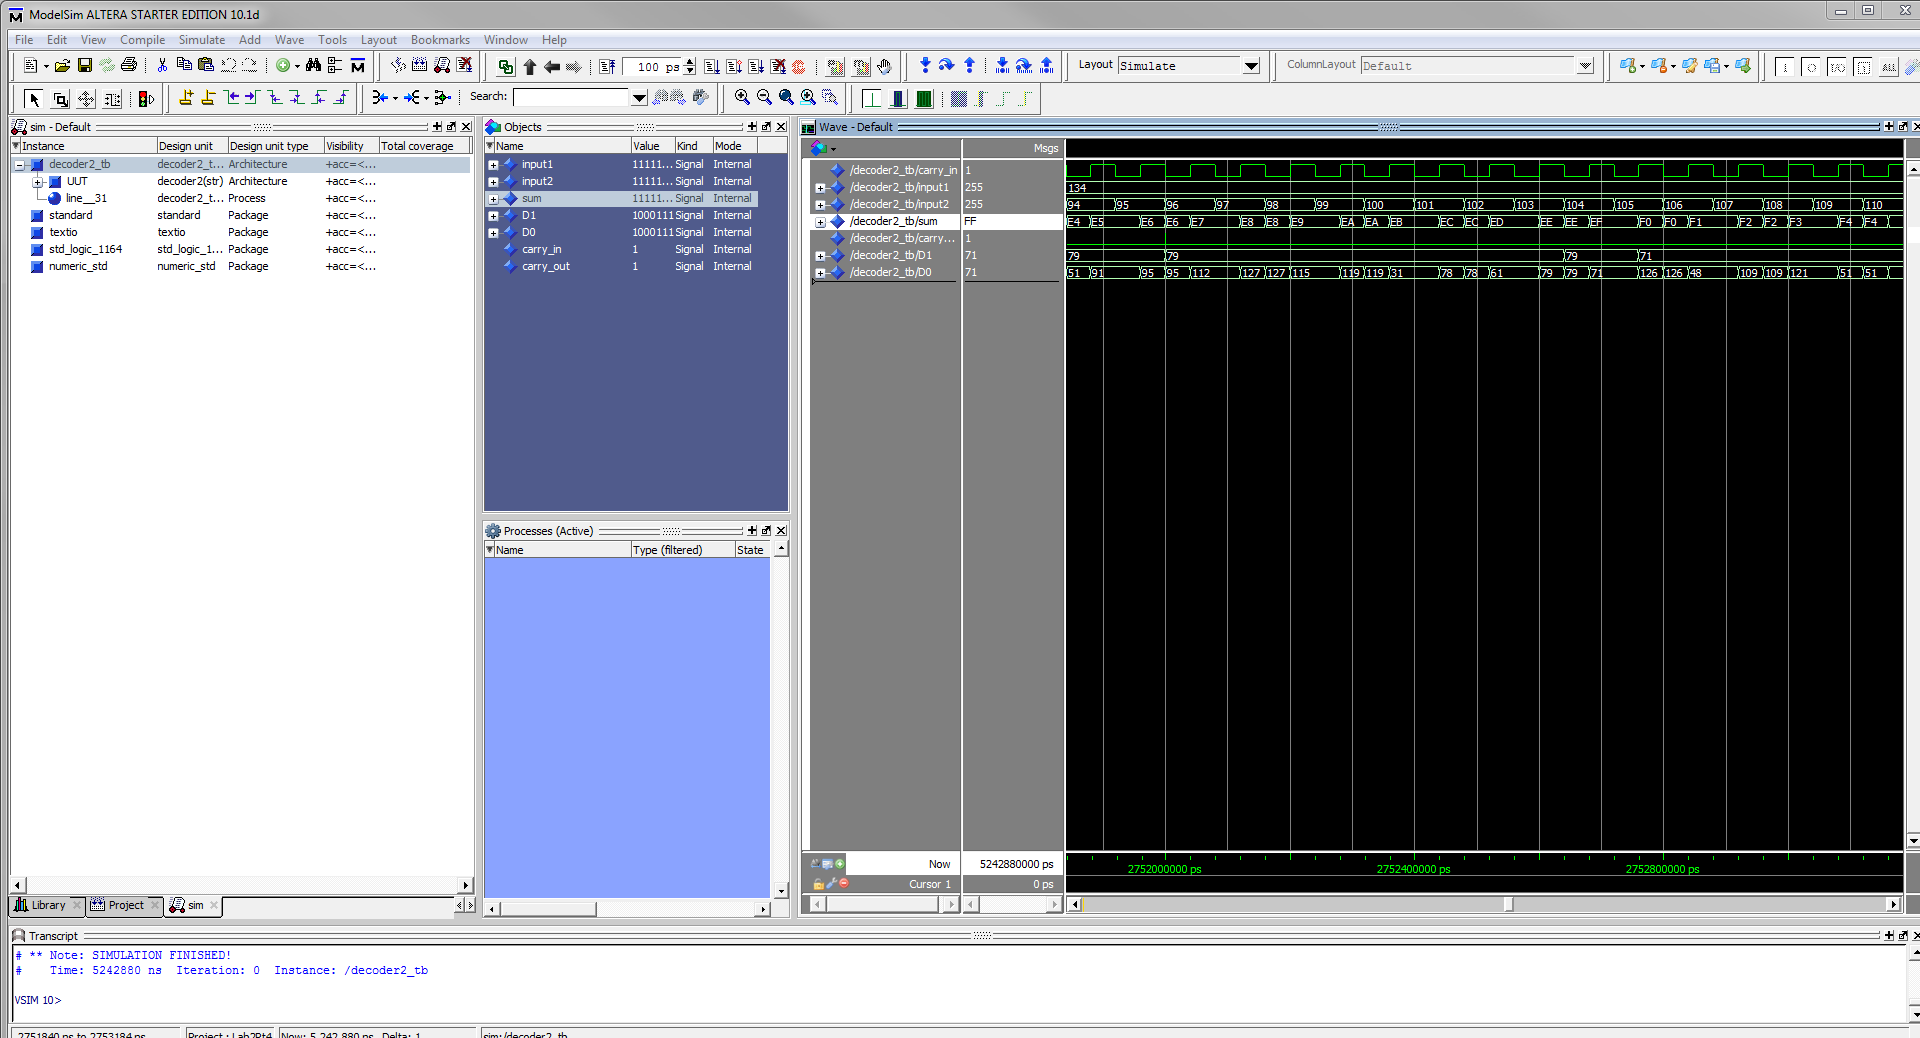 ModelSim ALTERA STARTER EDITION 10.1d
File Edit View Compile Simulate Add Wave Tools Layout Bookmarks Window Help
100 ps
Layout Simulate
ColumnLayout Default
Search:
sim - Default
Instance Design unit Design unit type Visibility Total coverage
decoder2_tb decoder2_t... Architecture +acc=<...
UUT decoder2(str) Architecture +acc=<...
line__31 decoder2_t... Process +acc=<...
standard standard Package +acc=<...
textio textio Package +acc=<...
std_logic_1164 std_logic_1... Package +acc=<...
numeric_std numeric_std Package +acc=<...
Library Project sim
Objects
Name Value Kind Mode
input1 11111... Signal Internal
input2 11111... Signal Internal
sum 11111... Signal Internal
D1 1000111 Signal Internal
D0 1000111 Signal Internal
carry_in 1 Signal Internal
carry_out 1 Signal Internal
Processes (Active)
Name Type (filtered) State
Wave - Default
Msgs
/decoder2_tb/carry_in 1
/decoder2_tb/input1 255 134
/decoder2_tb/input2 255 94 95 96 97 98 99 100 101 102 103 104 105 106 107 108 109 110
/decoder2_tb/sum FF E4 E5 E6 E6 E7 E8 E8 E9 EA EA EB EC EC ED EE EE EF F0 F0 F1 F2 F2 F3 F4 F4
/decoder2_tb/carry... 1
/decoder2_tb/D1 71 79 79 79 71
/decoder2_tb/D0 71 51 91 95 95 112 127 127 115 119 119 31 78 78 61 79 79 71 126 126 48 109 109 121 51 51
Now 5242880000 ps 2752000000 ps 2752400000 ps 2752800000 ps
Cursor 1 0 ps
Transcript
# ** Note: SIMULATION FINISHED!
# Time: 5242880 ns Iteration: 0 Instance: /decoder2_tb
VSIM 10>
2751840 ns to 2753184 ns Project : Lab2Pt4 Now: 5,242,880 ns Delta: 1 sim:/decoder2_tb